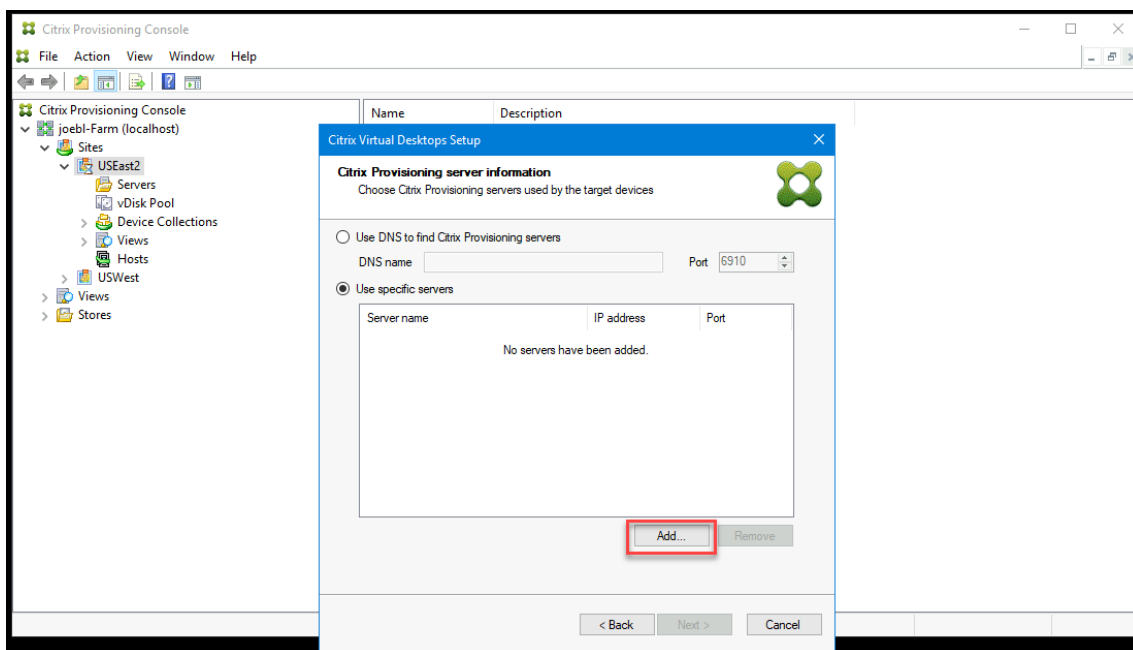 Citrix Provisioning Console
File Action View Window Help
Citrix Provisioning Console
joebl-Farm (localhost)
Sites
USEast2
Servers
vDisk Pool
Device Collections
Views
Hosts
USWest
Views
Stores
Name Description
Citrix Virtual Desktops Setup
Citrix Provisioning server information
Choose Citrix Provisioning servers used by the target devices
Use DNS to find Citrix Provisioning servers
DNS name Port 6910
Use specific servers
Server name IP address Port
No servers have been added.
Add... Remove
< Back Next > Cancel